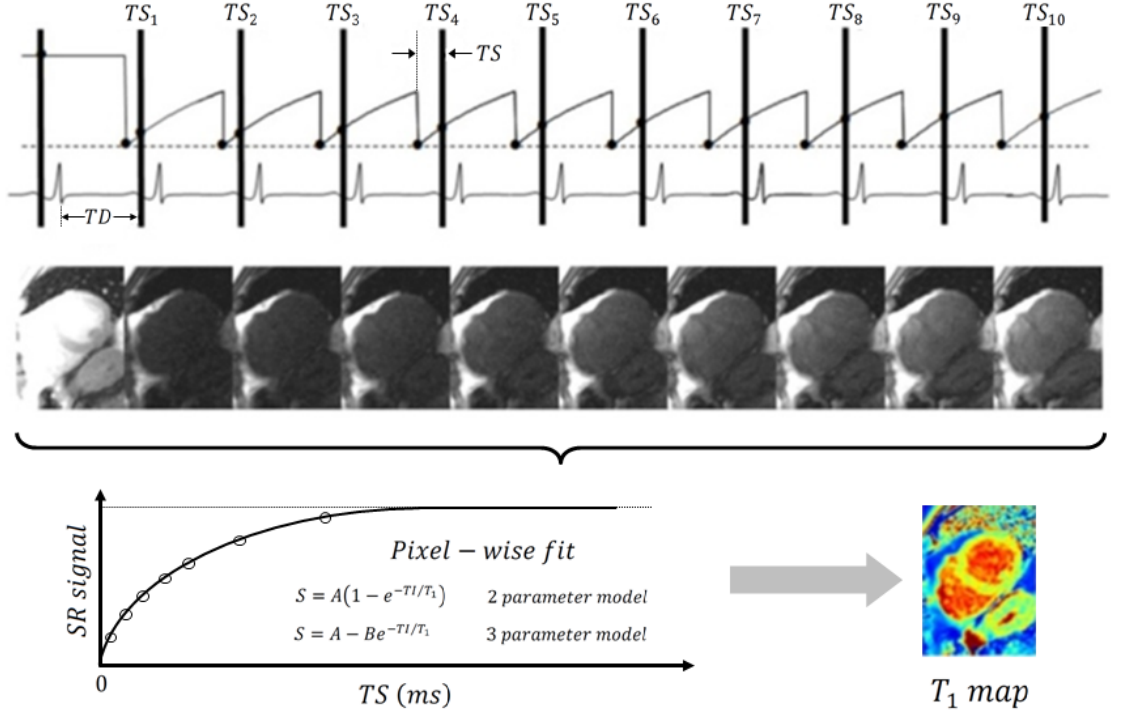 TS₁ TS₂ TS₃ TS₄ TS₅ TS₆ TS₇ TS₈ TS₉ TS₁₀
TS
TD
SR signal
Pixel − wise fit
S = A(1 − e^{−TI/T₁}) 2 parameter model
S = A − Be^{−TI/T₁} 3 parameter model
0
TS (ms)
T₁ map